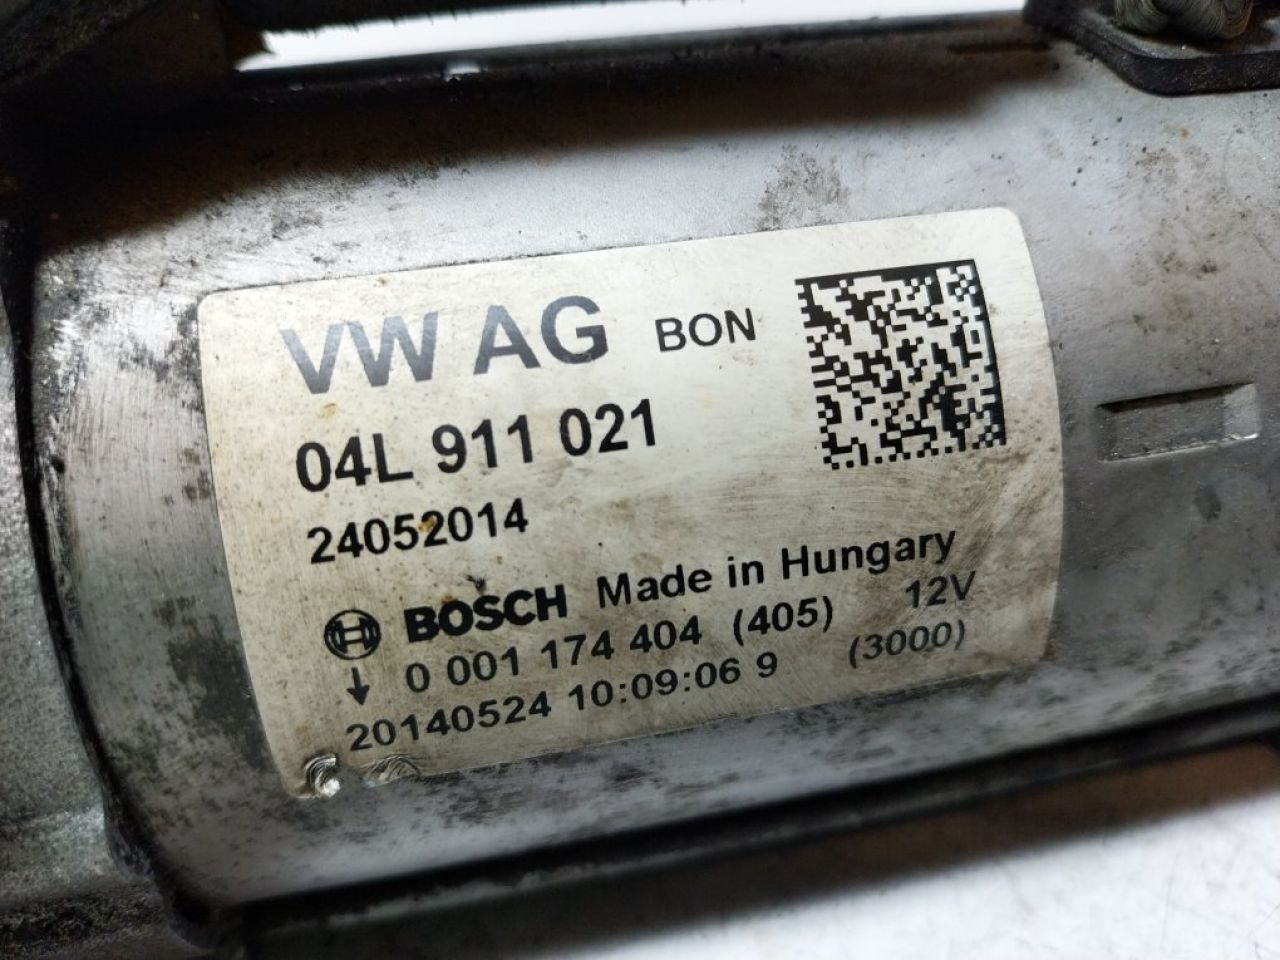 VW AG BON
04L 911 021
24052014
BOSCH Made in Hungary
0 001 174 404 (405) 12V
20140524 10:09:06 9 (3000)